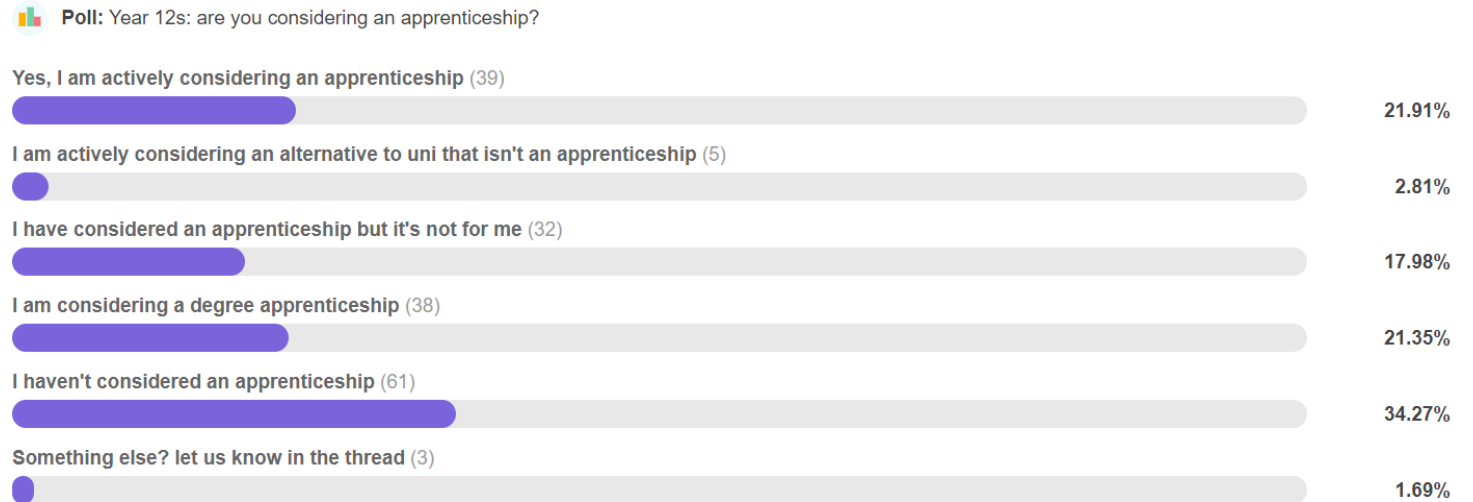 Poll: Year 12s: are you considering an apprenticeship?
Yes, I am actively considering an apprenticeship (39)
21.91%
I am actively considering an alternative to uni that isn't an apprenticeship (5)
2.81%
I have considered an apprenticeship but it's not for me (32)
17.98%
I am considering a degree apprenticeship (38)
21.35%
I haven't considered an apprenticeship (61)
34.27%
Something else? let us know in the thread (3)
1.69%